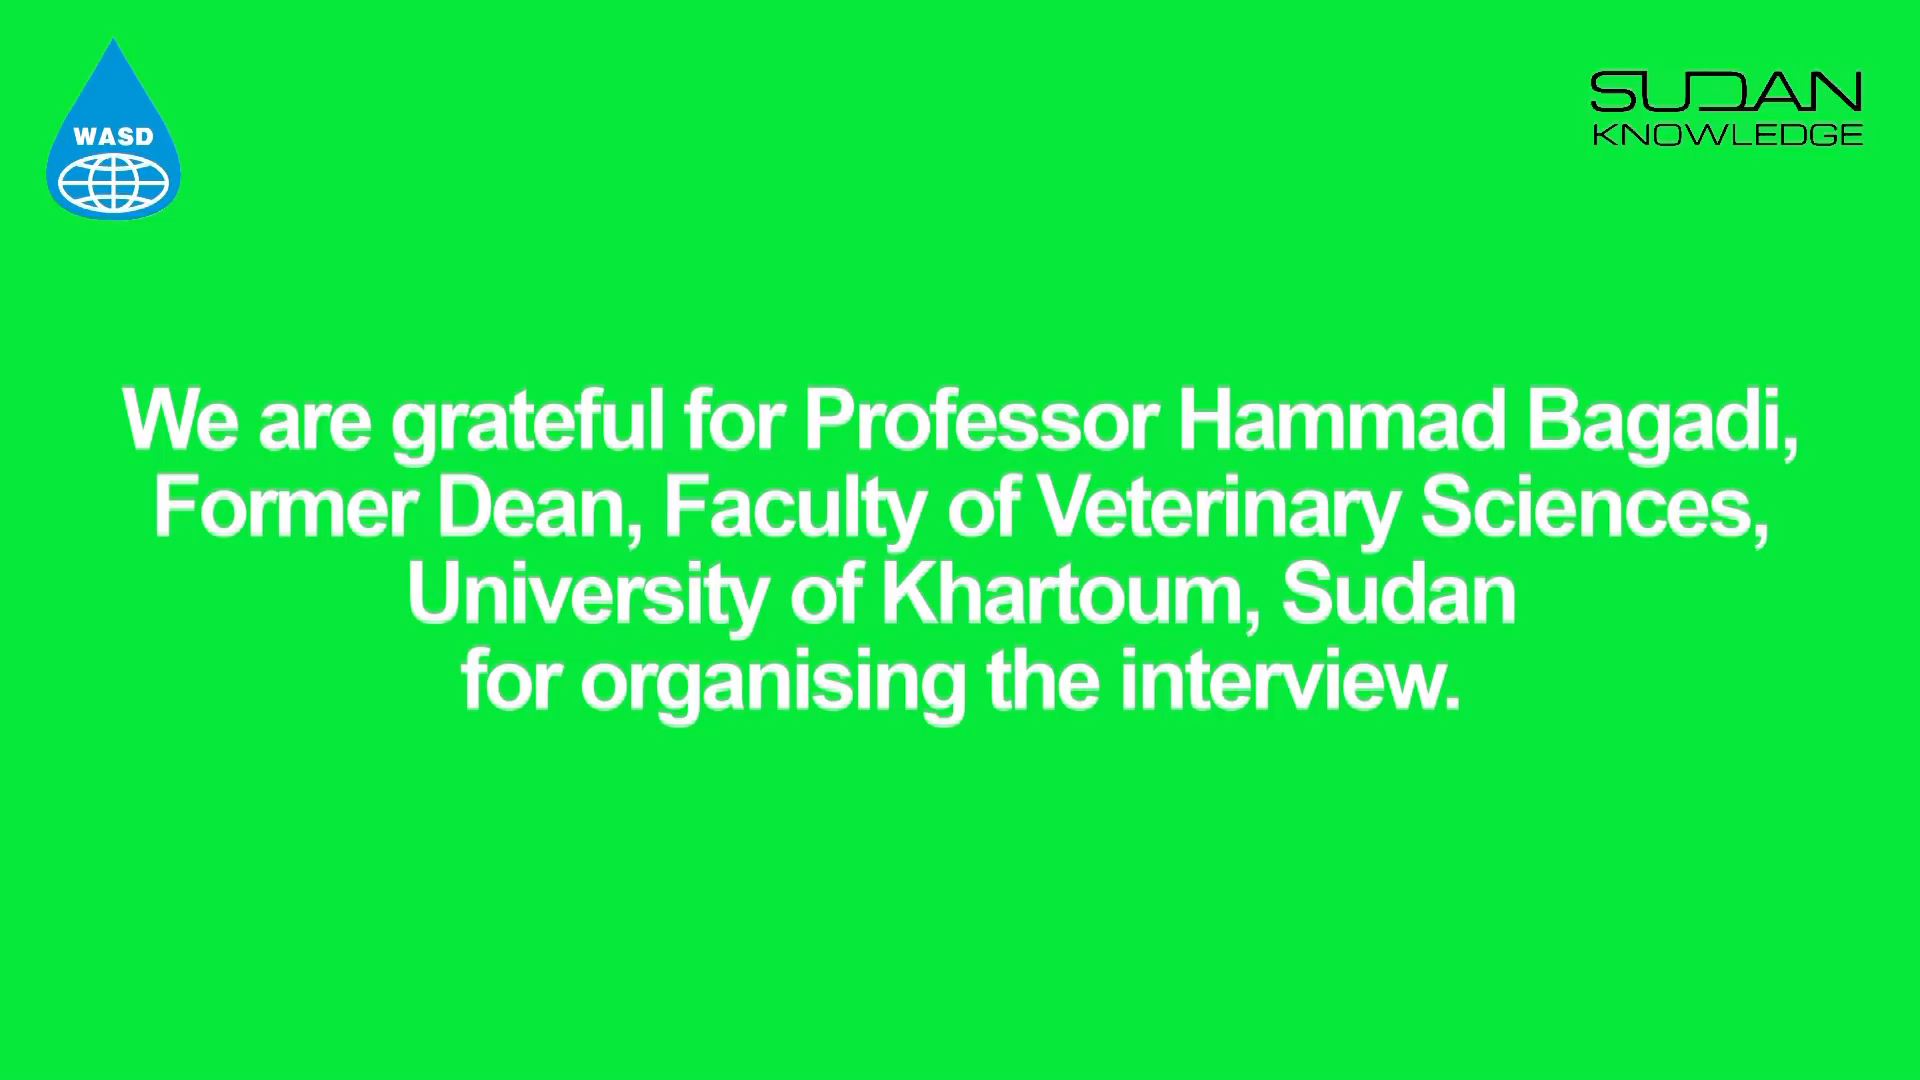 WASD
SUDAN
KNOWLEDGE
We are grateful for Professor Hammad Bagadi,
Former Dean, Faculty of Veterinary Sciences,
University of Khartoum, Sudan
for organising the interview.